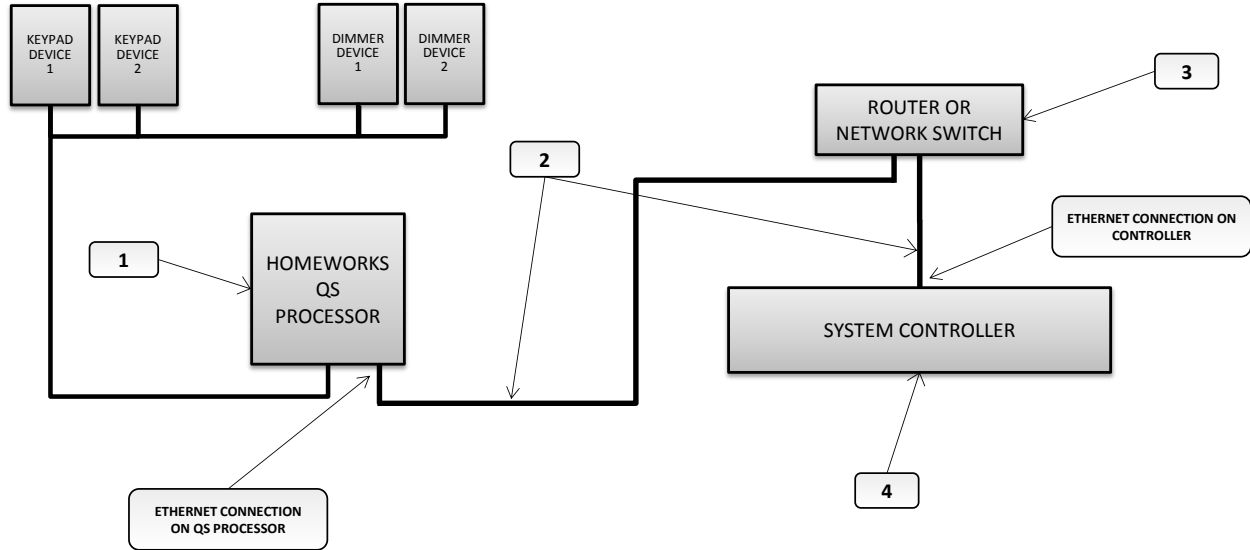 KEYPAD
DEVICE
1
KEYPAD
DEVICE
2
DIMMER
DEVICE
1
DIMMER
DEVICE
2
3
ROUTER OR
NETWORK SWITCH
2
ETHERNET CONNECTION ON
CONTROLLER
1
HOMEWORKS
QS
PROCESSOR
SYSTEM CONTROLLER
4
ETHERNET CONNECTION
ON QS PROCESSOR